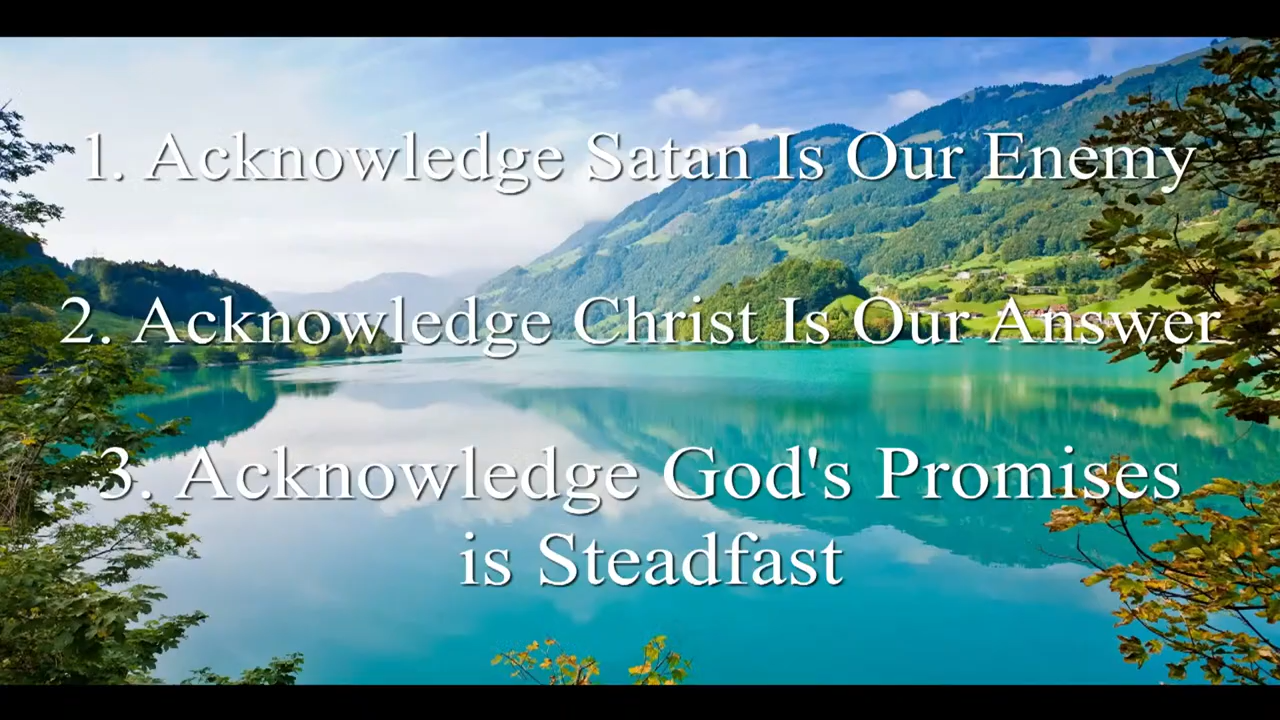 1. Acknowledge Satan Is Our Enemy
2. Acknowledge Christ Is Our Answer
3. Acknowledge God's Promises
is Steadfast